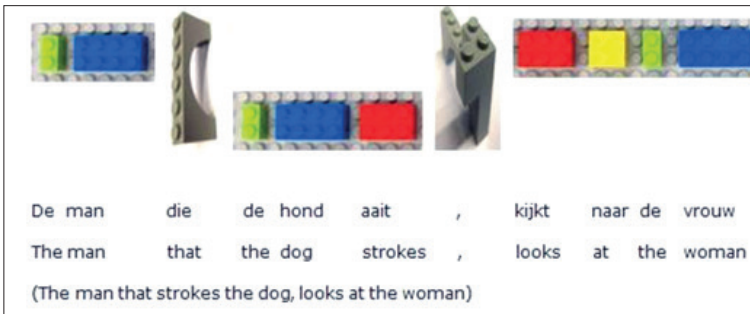 De man die de hond aait , kijkt naar de vrouw
The man that the dog strokes , looks at the woman
(The man that strokes the dog, looks at the woman)